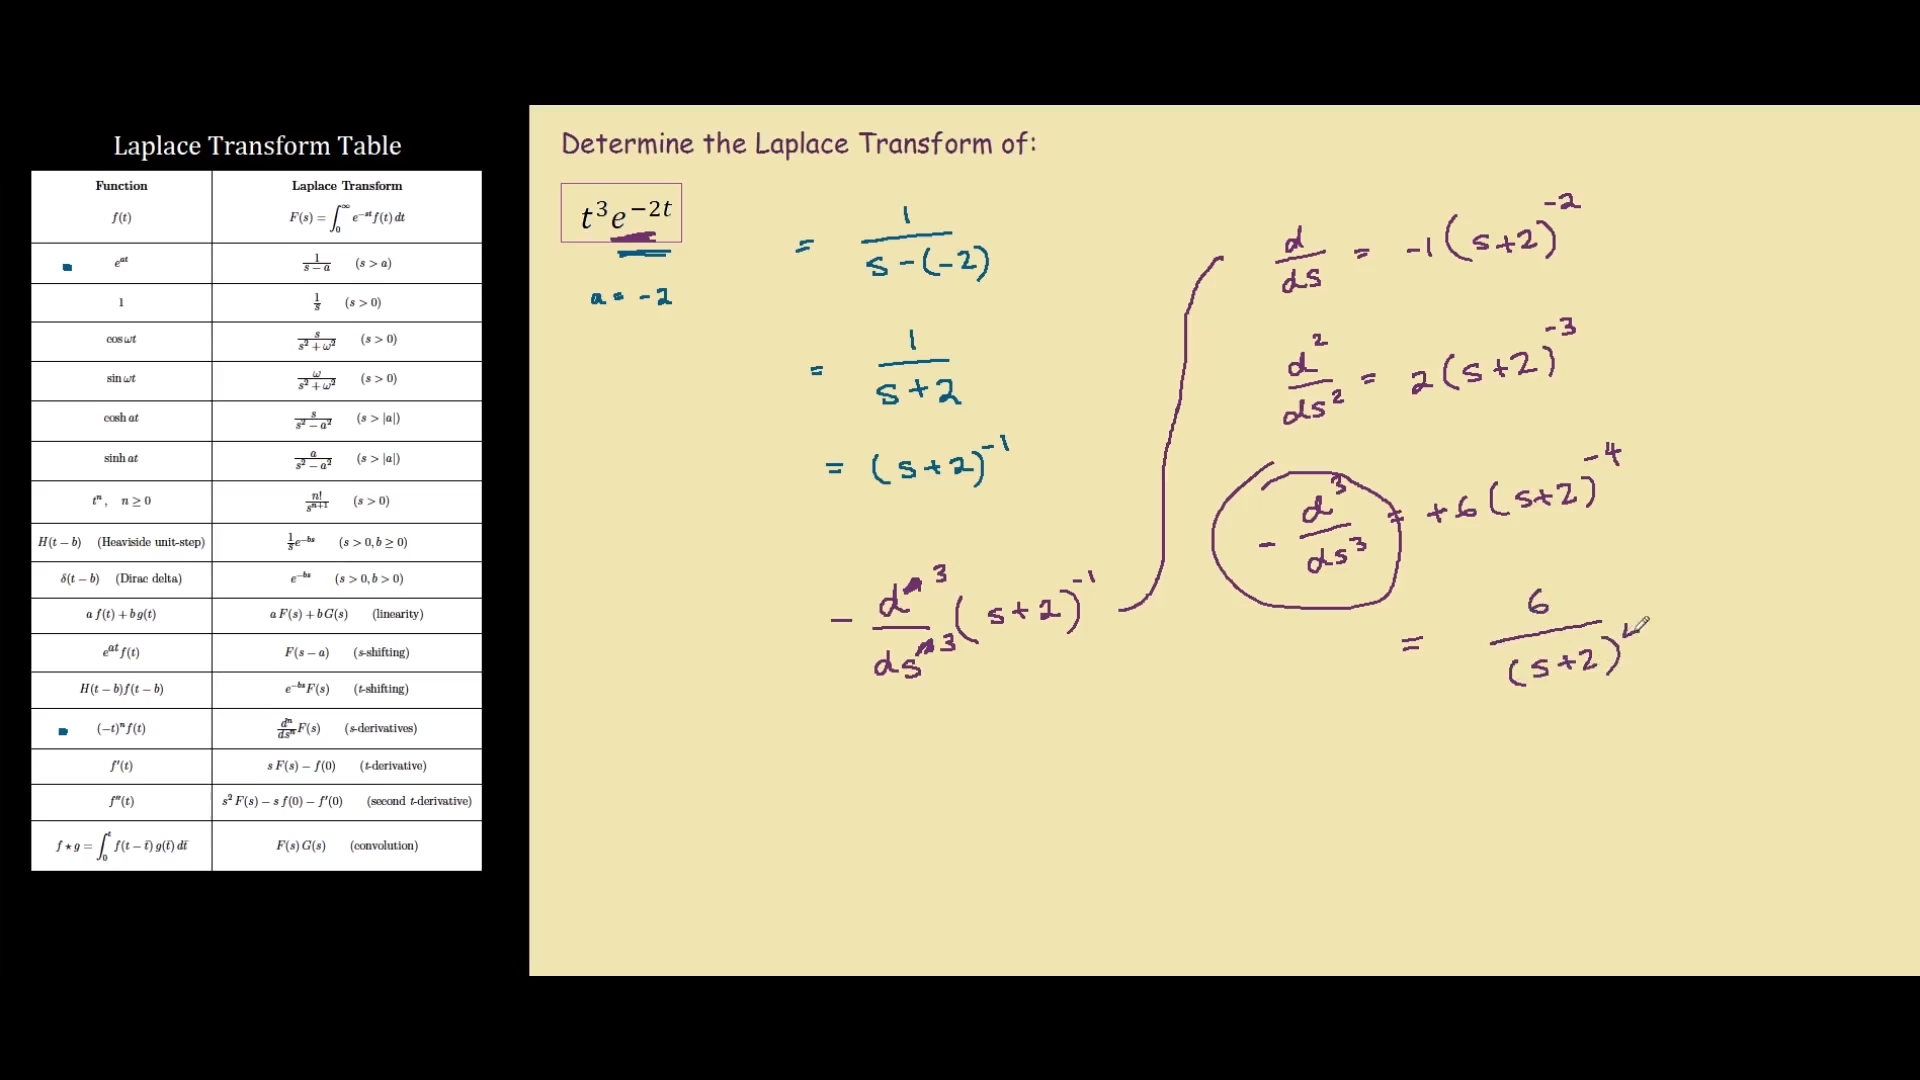 Laplace Transform Table
Function Laplace Transform
f(t) F(s) = ∫₀^∞ e^{-st} f(t) dt
e^{at} 1/(s − a) (s > a)
1 1/s (s > 0)
cos ωt s/(s² + ω²) (s > 0)
sin ωt ω/(s² + ω²) (s > 0)
cosh at s/(s² − a²) (s > |a|)
sinh at a/(s² − a²) (s > |a|)
tⁿ, n ≥ 0 n!/s^{n+1} (s > 0)
H(t − b) (Heaviside unit-step) 1/s e^{-bs} (s > 0, b ≥ 0)
δ(t − b) (Dirac delta) e^{-bs} (s > 0, b > 0)
a f(t) + b g(t) a F(s) + b G(s) (linearity)
e^{at} f(t) F(s − a) (s-shifting)
H(t − b)f(t − b) e^{-bs}F(s) (t-shifting)
(−t)ⁿ f(t) dⁿ/dsⁿ F(s) (s-derivatives)
f′(t) s F(s) − f(0) (t-derivative)
f″(t) s² F(s) − s f(0) − f′(0) (second t-derivative)
f ⋆ g = ∫₀^t f(t − t̄) g(t̄) dt̄ F(s) G(s) (convolution)
Determine the Laplace Transform of:
t³e^{−2t}
a = -2
= 1/(s-(-2))
= 1/(s+2)
= (s+2)^{-1}
- d³/ds³ (s+2)^{-1}
d/ds = -1(s+2)^{-2}
d²/ds² = 2(s+2)^{-3}
- d³/ds³ = +6(s+2)^{-4}
= 6/(s+2)^4